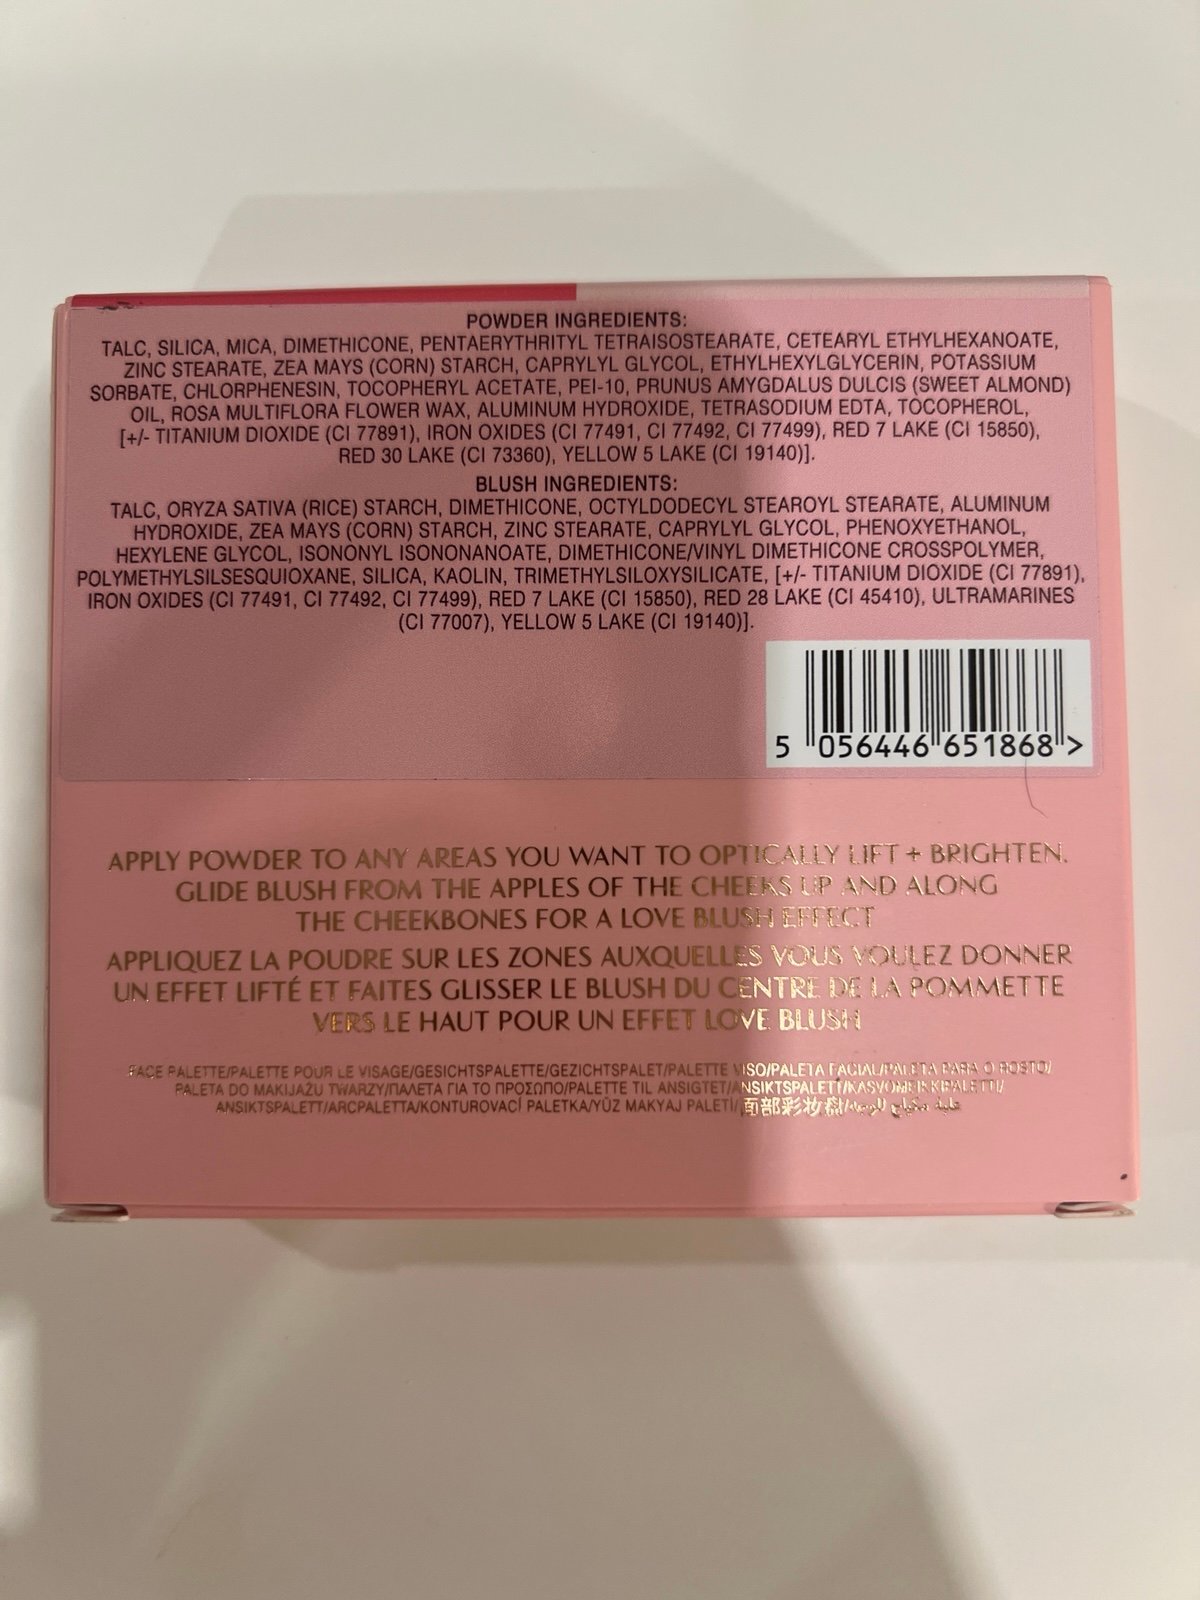 POWDER INGREDIENTS:
TALC, SILICA, MICA, DIMETHICONE, PENTAERYTHRITYL TETRAISOSTEARATE, CETEARYL ETHYLHEXANOATE,
ZINC STEARATE, ZEA MAYS (CORN) STARCH, CAPRYLYL GLYCOL, ETHYLHEXYLGLYCERIN, POTASSIUM
SORBATE, CHLORPHENESIN, TOCOPHERYL ACETATE, PEI-10, PRUNUS AMYGDALUS DULCIS (SWEET ALMOND)
OIL, ROSA MULTIFLORA FLOWER WAX, ALUMINUM HYDROXIDE, TETRASODIUM EDTA, TOCOPHEROL,
[+/- TITANIUM DIOXIDE (CI 77891), IRON OXIDES (CI 77491, CI 77492, CI 77499), RED 7 LAKE (CI 15850),
RED 30 LAKE (CI 73360), YELLOW 5 LAKE (CI 19140)].
BLUSH INGREDIENTS:
TALC, ORYZA SATIVA (RICE) STARCH, DIMETHICONE, OCTYLDODECYL STEAROYL STEARATE, ALUMINUM
HYDROXIDE, ZEA MAYS (CORN) STARCH, ZINC STEARATE, CAPRYLYL GLYCOL, PHENOXYETHANOL,
HEXYLENE GLYCOL, ISONONYL ISONONANOATE, DIMETHICONE/VINYL DIMETHICONE CROSSPOLYMER,
POLYMETHYLSILSESQUIOXANE, SILICA, KAOLIN, TRIMETHYLSILOXYSILICATE, [+/- TITANIUM DIOXIDE (CI 77891),
IRON OXIDES (CI 77491, CI 77492, CI 77499), RED 7 LAKE (CI 15850), RED 28 LAKE (CI 45410), ULTRAMARINES
(CI 77007), YELLOW 5 LAKE (CI 19140)].
5 056446 651868 >
APPLY POWDER TO ANY AREAS YOU WANT TO OPTICALLY LIFT + BRIGHTEN.
GLIDE BLUSH FROM THE APPLES OF THE CHEEKS UP AND ALONG
THE CHEEKBONES FOR A LOVE BLUSH EFFECT
APPLIQUEZ LA POUDRE SUR LES ZONES AUXQUELLES VOUS VOULEZ DONNER
UN EFFET LIFTÉ ET FAITES GLISSER LE BLUSH DU CENTRE DE LA POMMETTE
VERS LE HAUT POUR UN EFFET LOVE BLUSH
FACE PALETTE/PALETTE POUR LE VISAGE/GESICHTSPALETTE/GEZICHTSPALET/PALETTE VISO/PALETA FACIAL/PALETA PARA O ROSTO/
PALETA DO MAKIJAŻU TWARZY/ΠΑΛΕΤΑ ΓΙΑ ΤΟ ΠΡΟΣΩΠΟ/PALETTE TIL ANSIGTET/ANSIKTSPALETT/KASVOMEIKKIPALETTI/
ANSIKTSPALETT/ARCPALETTA/KONTUROVACÍ PALETKA/YÜZ MAKYAJ PALETI/面部彩妆盘/